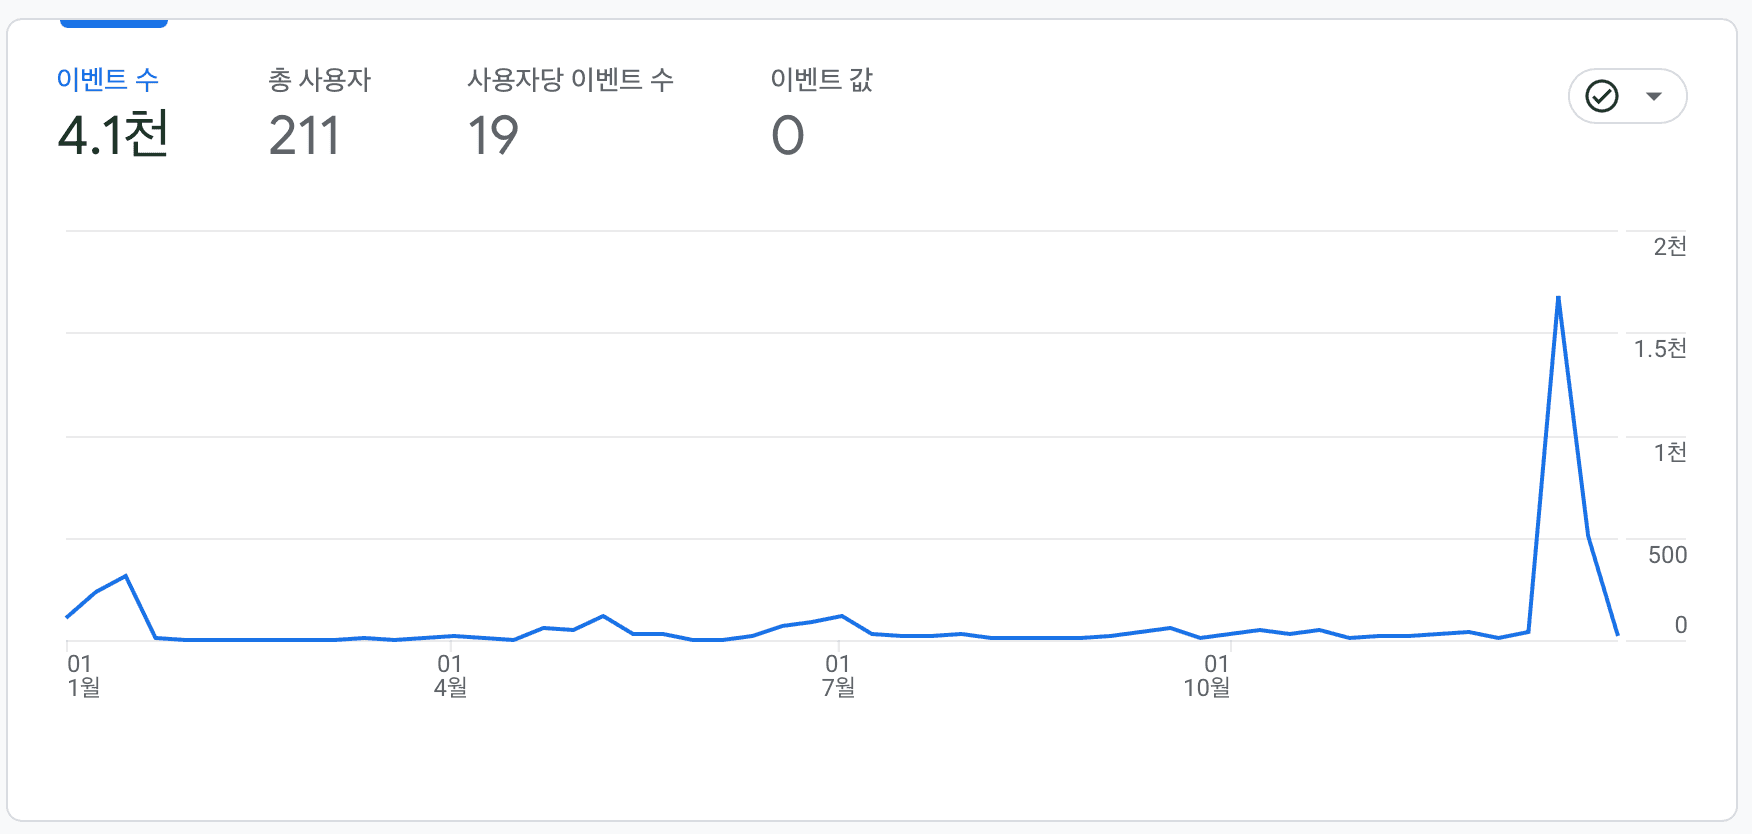 이벤트 수
4.1천
총 사용자
211
사용자당 이벤트 수
19
이벤트 값
0
2천
1.5천
1천
500
0
01
1월
01
4월
01
7월
01
10월